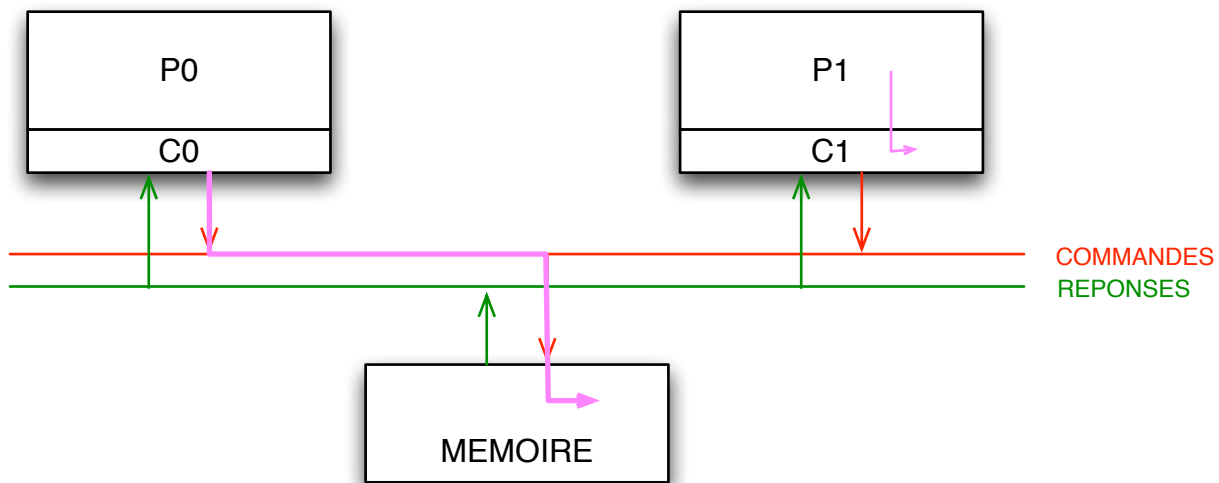 P0
P1
C0
C1
COMMANDES
REPONSES
MEMOIRE